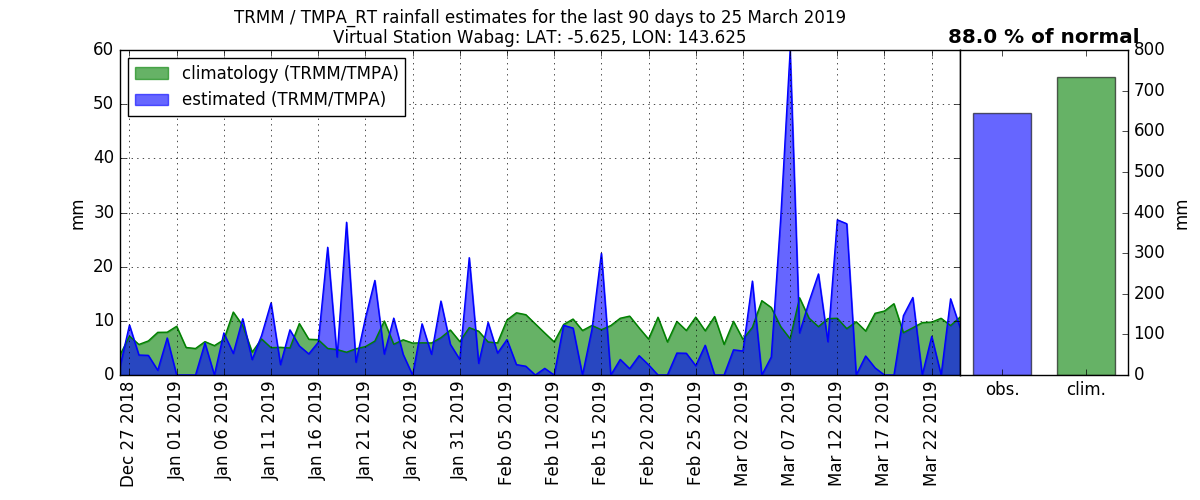 TRMM / TMPA_RT rainfall estimates for the last 90 days to 25 March 2019
Virtual Station Wabag: LAT: -5.625, LON: 143.625
88.0 % of normal
climatology (TRMM/TMPA)
estimated (TRMM/TMPA)
60
50
40
30
20
10
0
mm
Dec 27 2018
Jan 01 2019
Jan 06 2019
Jan 11 2019
Jan 16 2019
Jan 21 2019
Jan 26 2019
Jan 31 2019
Feb 05 2019
Feb 10 2019
Feb 15 2019
Feb 20 2019
Feb 25 2019
Mar 02 2019
Mar 07 2019
Mar 12 2019
Mar 17 2019
Mar 22 2019
obs.
clim.
800
700
600
500
400
300
200
100
0
mm